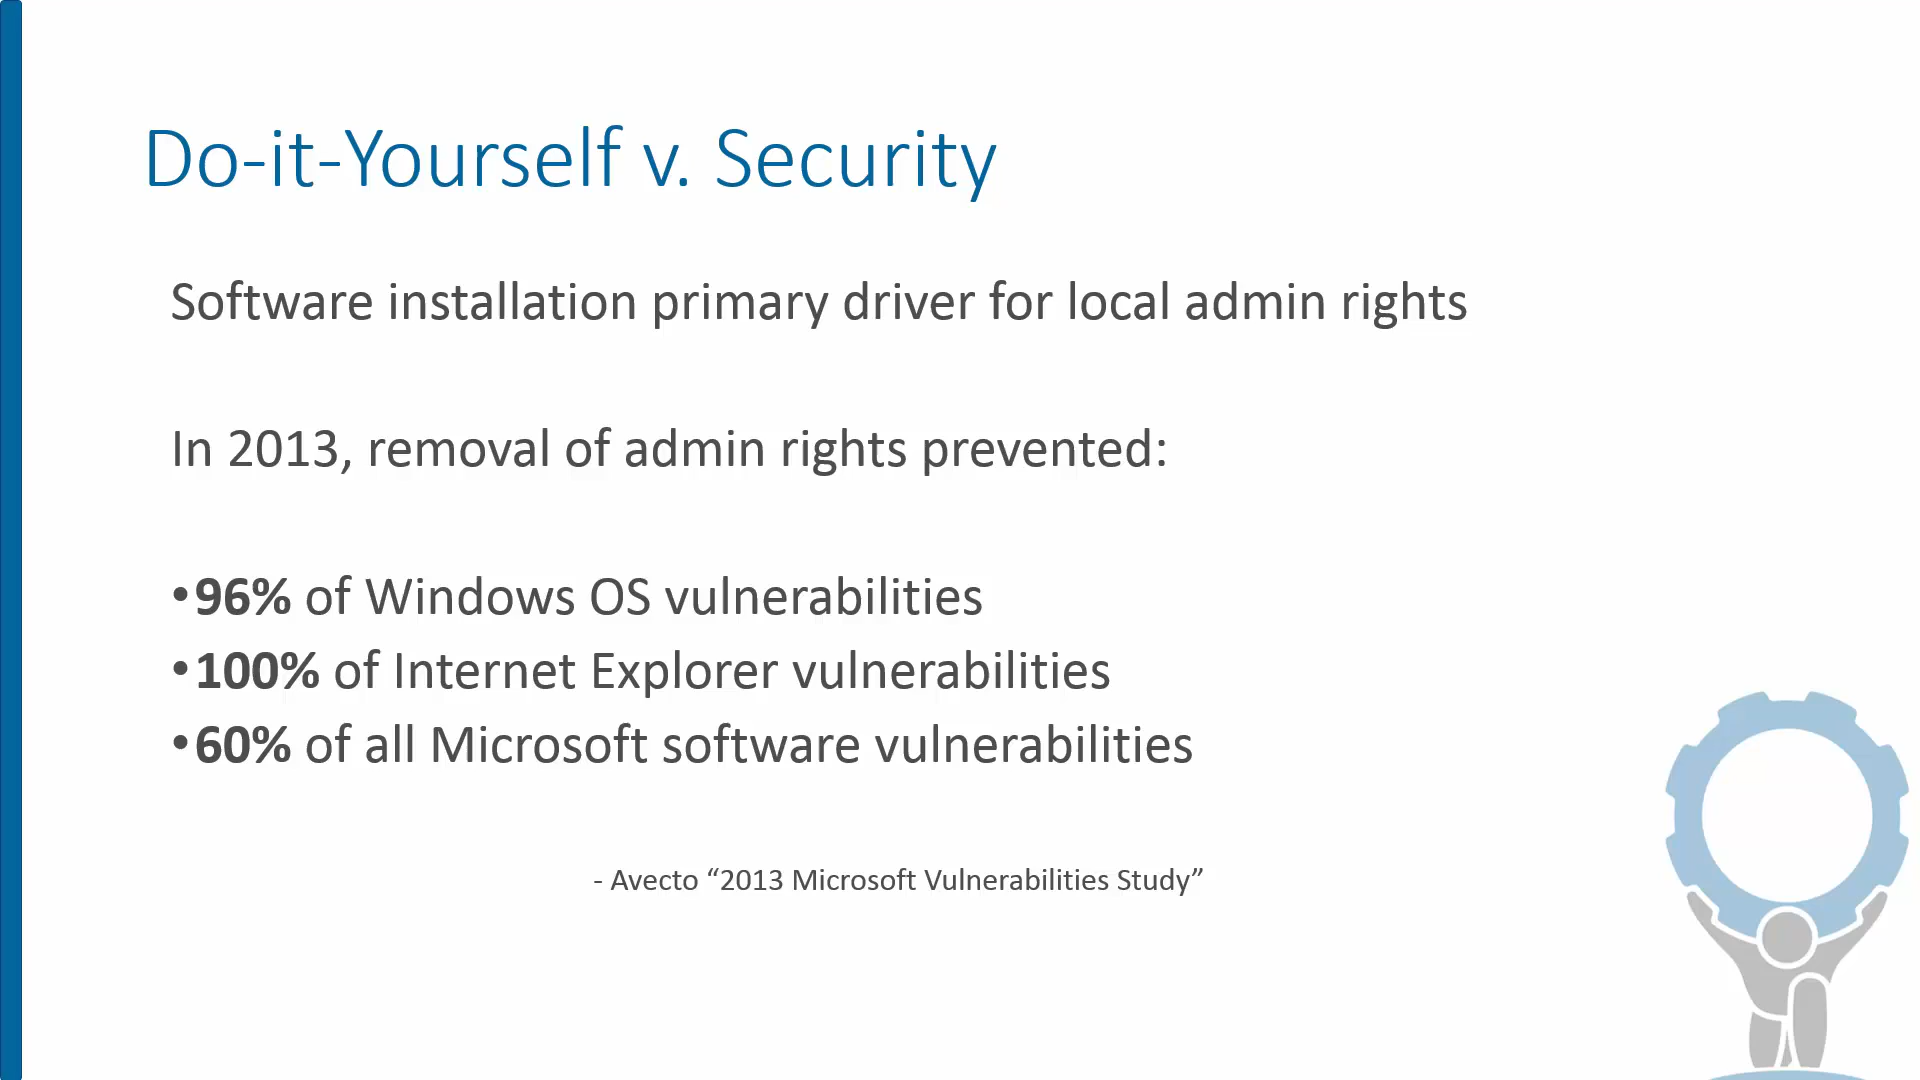 Do-it-Yourself v. Security
Software installation primary driver for local admin rights
In 2013, removal of admin rights prevented:
•96% of Windows OS vulnerabilities
•100% of Internet Explorer vulnerabilities
•60% of all Microsoft software vulnerabilities
- Avecto “2013 Microsoft Vulnerabilities Study”